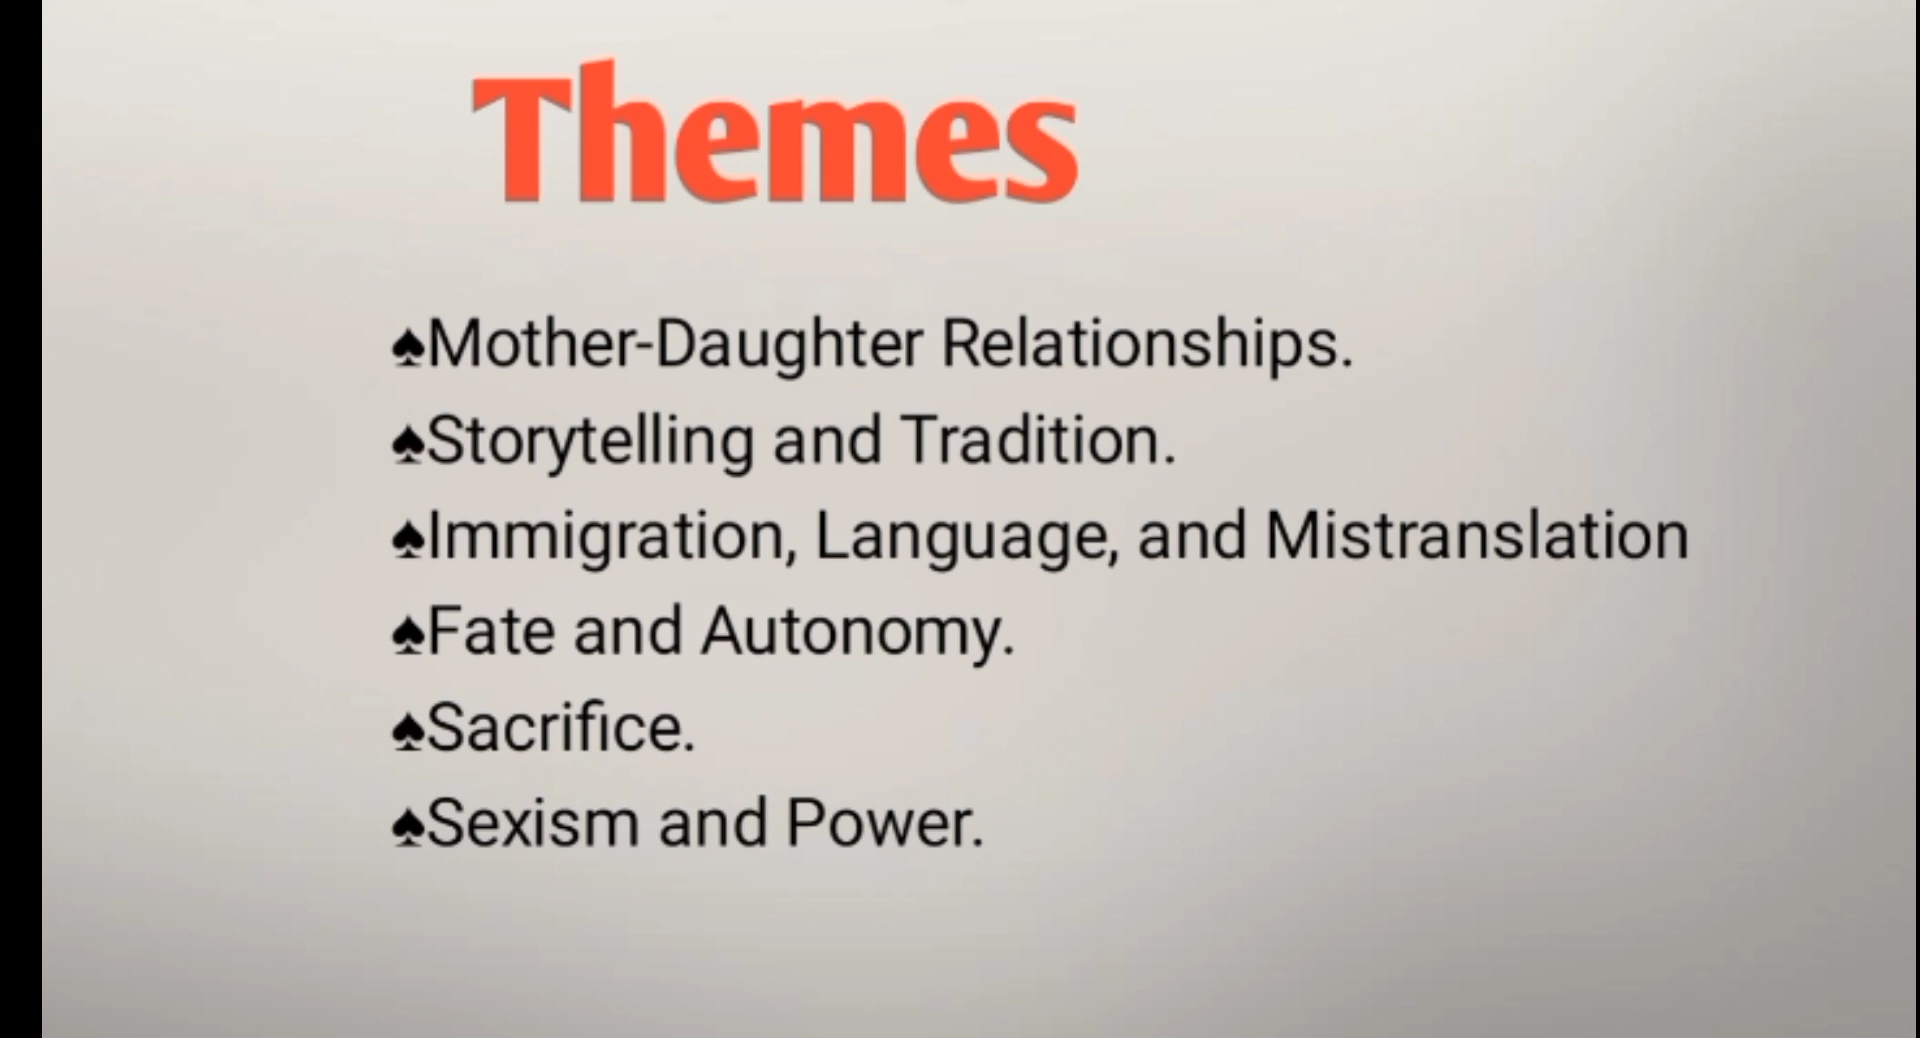 Themes
♠Mother-Daughter Relationships.
♠Storytelling and Tradition.
♠Immigration, Language, and Mistranslation
♠Fate and Autonomy.
♠Sacrifice.
♠Sexism and Power.